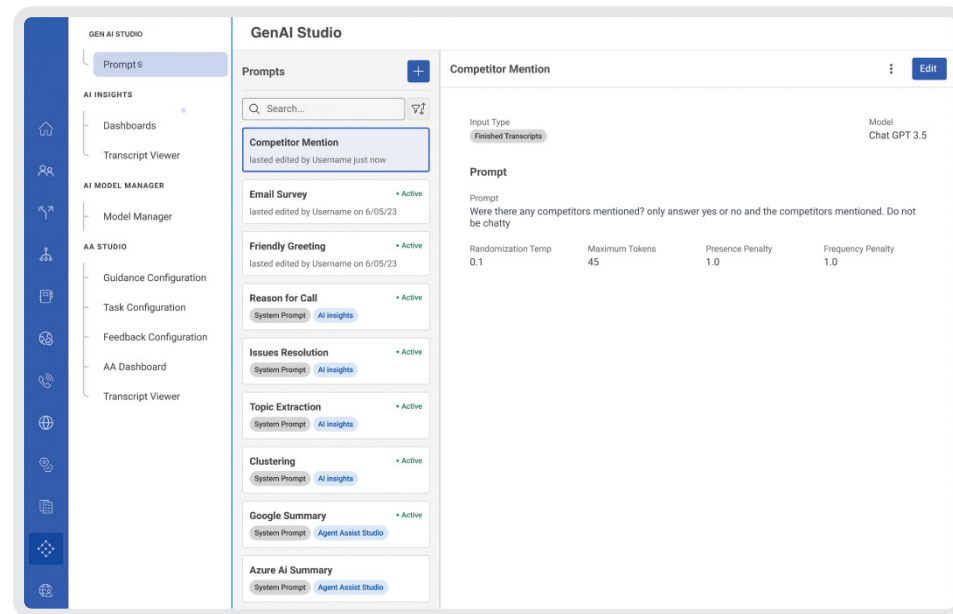 GEN AI STUDIO
Prompts
AI INSIGHTS
Dashboards
Transcript Viewer
AI MODEL MANAGER
Model Manager
AA STUDIO
Guidance Configuration
Task Configuration
Feedback Configuration
AA Dashboard
Transcript Viewer
GenAI Studio
Prompts
+
Search...
Competitor Mention
lasted edited by Username just now
Email Survey • Active
lasted edited by Username on 6/05/23
Friendly Greeting • Active
lasted edited by Username on 6/05/23
Reason for Call • Active
System Prompt AI insights
Issues Resolution • Active
System Prompt AI insights
Topic Extraction • Active
System Prompt AI insights
Clustering • Active
System Prompt AI insights
Google Summary • Active
System Prompt Agent Assist Studio
Azure Ai Summary
System Prompt Agent Assist Studio
Competitor Mention
Edit
Input Type
Finished Transcripts
Model
Chat GPT 3.5
Prompt
Prompt
Were there any competitors mentioned? only answer yes or no and the competitors mentioned. Do not
be chatty
Randomization Temp Maximum Tokens Presence Penalty Frequency Penalty
0.1 45 1.0 1.0